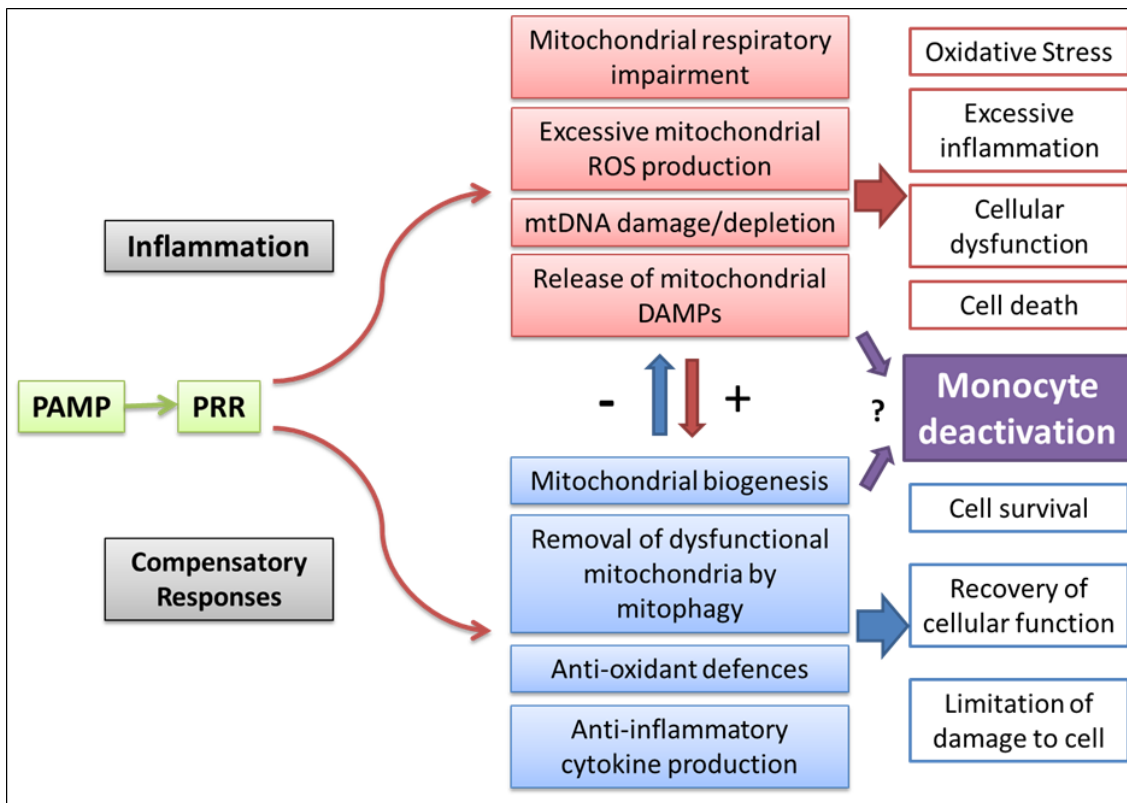 Mitochondrial respiratory
impairment
Excessive mitochondrial
ROS production
mtDNA damage/depletion
Release of mitochondrial
DAMPs
Oxidative Stress
Excessive
inflammation
Cellular
dysfunction
Cell death
Inflammation
PAMP
PRR
- +
?
Monocyte
deactivation
Compensatory
Responses
Mitochondrial biogenesis
Removal of dysfunctional
mitochondria by
mitophagy
Anti-oxidant defences
Anti-inflammatory
cytokine production
Cell survival
Recovery of
cellular function
Limitation of
damage to cell